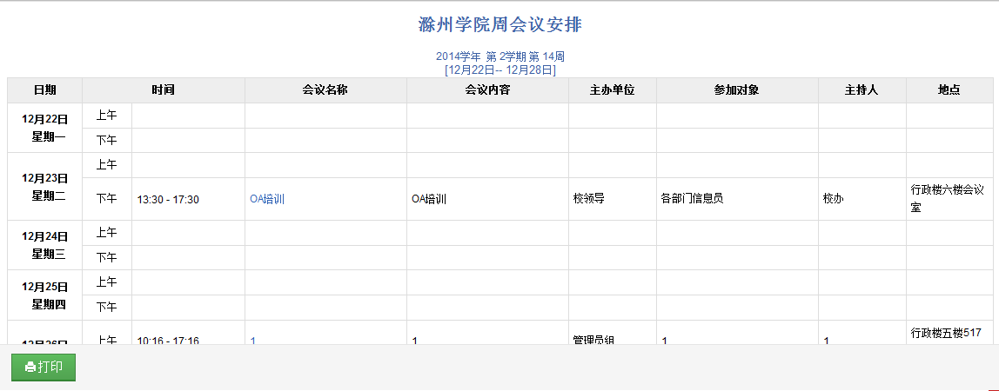 滁州学院周会议安排
2014学年 第 2学期 第 14周
[12月22日-- 12月28日]
日期 时间 会议名称 会议内容 主办单位 参加对象 主持人 地点
12月22日 星期一 上午
下午
12月23日 星期二 上午
下午 13:30 - 17:30 OA培训 OA培训 校领导 各部门信息员 校办 行政楼六楼会议室
12月24日 星期三 上午
下午
12月25日 星期四 上午
下午
12月26日 上午 10:16 - 17:16 1 1 管理员组 1 1 行政楼五楼517
打印